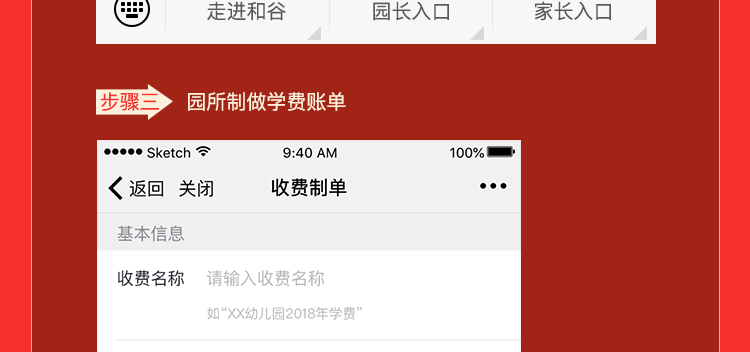 走进和谷 园长入口 家长入口
步骤三 园所制做学费账单
Sketch 9:40 AM 100%
返回 关闭 收费制单
基本信息
收费名称 请输入收费名称
如“XX幼儿园2018年学费”